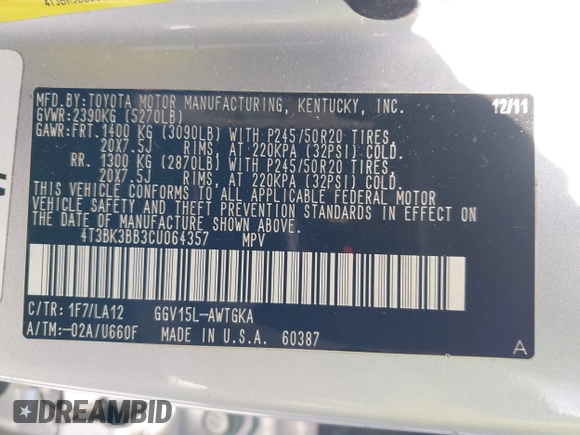 MFD.BY:TOYOTA MOTOR MANUFACTURING, KENTUCKY, INC. 12/11
GVWR:2390KG (5270LB)
GAWR:FRT. 1400 KG (3090LB) WITH P245/50R20 TIRES,
20X7.5J RIMS, AT 220KPA (32PSI) COLD.
RR. 1300 KG (2870LB) WITH P245/50R20 TIRES,
20X7.5J RIMS, AT 220KPA (32PSI) COLD.
THIS VEHICLE CONFORMS TO ALL APPLICABLE FEDERAL MOTOR
VEHICLE SAFETY AND THEFT PREVENTION STANDARDS IN EFFECT ON
THE DATE OF MANUFACTURE SHOWN ABOVE.
4T3BK3BB3CU064357 MPV
C/TR: 1F7/LA12 GGV15L-AWTGKA
A/TM:-02A/U660F MADE IN U.S.A. 60387 A
DREAMBID